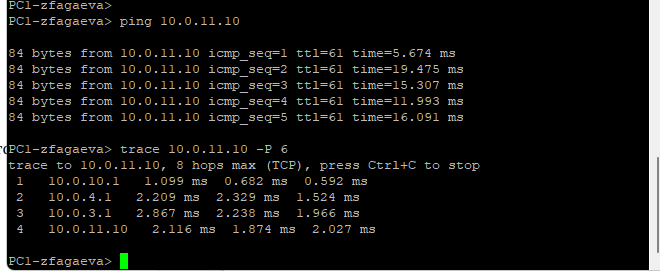 PC1-zfagaeva>
PC1-zfagaeva> ping 10.0.11.10
84 bytes from 10.0.11.10 icmp_seq=1 ttl=61 time=5.674 ms
84 bytes from 10.0.11.10 icmp_seq=2 ttl=61 time=19.475 ms
84 bytes from 10.0.11.10 icmp_seq=3 ttl=61 time=15.307 ms
84 bytes from 10.0.11.10 icmp_seq=4 ttl=61 time=11.993 ms
84 bytes from 10.0.11.10 icmp_seq=5 ttl=61 time=16.091 ms
PC1-zfagaeva> trace 10.0.11.10 -P 6
trace to 10.0.11.10, 8 hops max (TCP), press Ctrl+C to stop
1 10.0.10.1 1.099 ms 0.682 ms 0.592 ms
2 10.0.4.1 2.209 ms 2.329 ms 1.524 ms
3 10.0.3.1 2.867 ms 2.238 ms 1.966 ms
4 10.0.11.10 2.116 ms 1.874 ms 2.027 ms
PC1-zfagaeva>